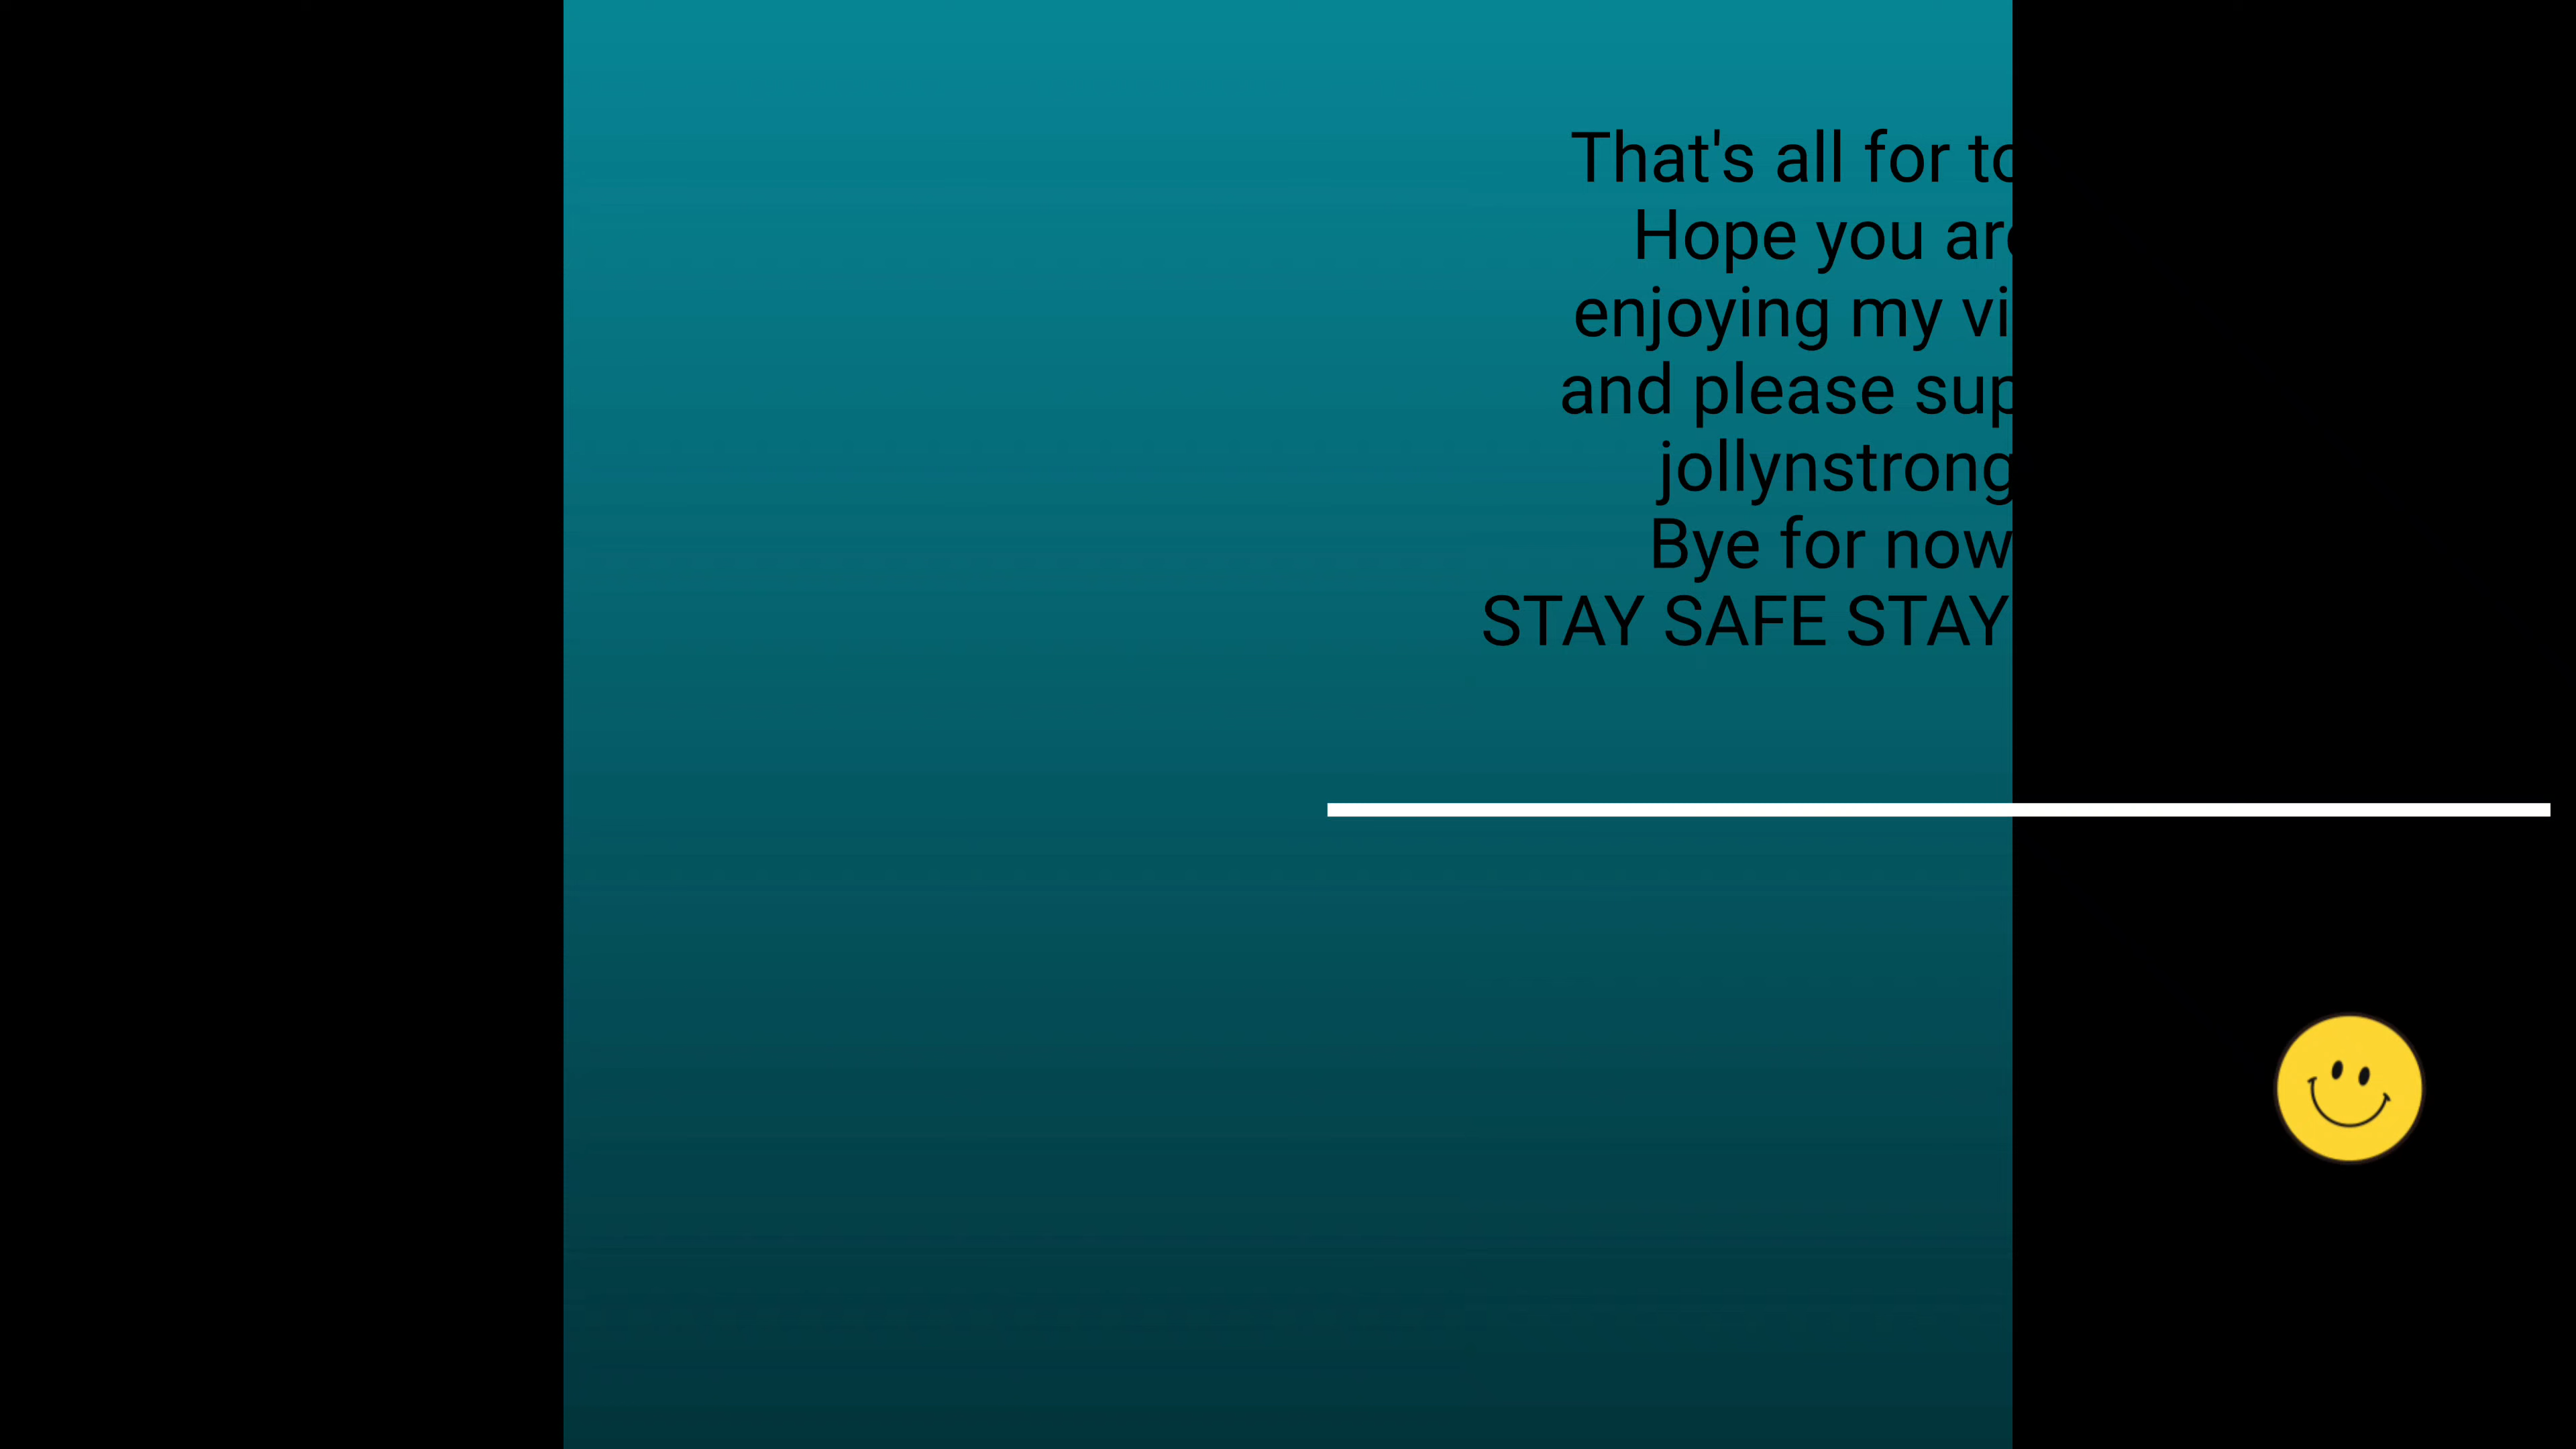 That's all for to
Hope you are
enjoying my vi
and please sup
jollynstrong
Bye for now
STAY SAFE STAY